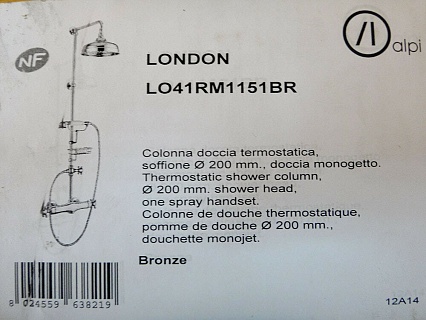 NF
alpi
LONDON
LO41RM1151BR
Colonna doccia termostatica,
soffione Ø 200 mm., doccia monogetto.
Thermostatic shower column,
Ø 200 mm. shower head,
one spray handset.
Colonne de douche thermostatique,
pomme de douche Ø 200 mm.,
douchette monojet.
Bronze
8 024559 638219
12A14